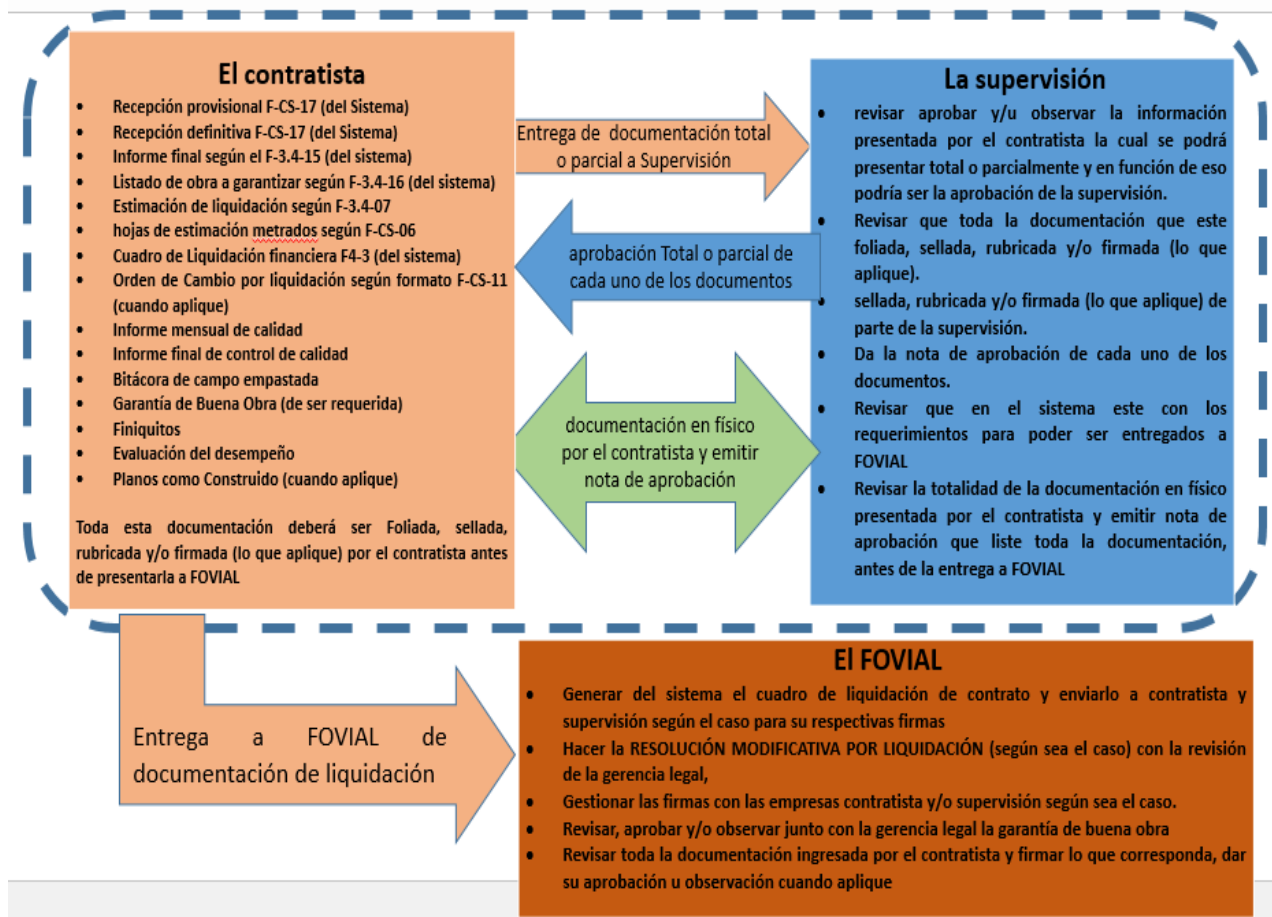 El contratista
• Recepción provisional F-CS-17 (del Sistema)
• Recepción definitiva F-CS-17 (del Sistema)
• Informe final según el F-3.4-15 (del sistema)
• Listado de obra a garantizar según F-3.4-16 (del sistema)
• Estimación de liquidación según F-3.4-07
• hojas de estimación metrados según F-CS-06
• Cuadro de Liquidación financiera F4-3 (del sistema)
• Orden de Cambio por liquidación según formato F-CS-11
(cuando aplique)
• Informe mensual de calidad
• Informe final de control de calidad
• Bitácora de campo empastada
• Garantía de Buena Obra (de ser requerida)
• Finiquitos
• Evaluación del desempeño
• Planos como Construido (cuando aplique)
Toda esta documentación deberá ser Foliada, sellada,
rubricada y/o firmada (lo que aplique) por el contratista antes
de presentarla a FOVIAL
Entrega de documentación total
o parcial a Supervisión
aprobación Total o parcial de
cada uno de los documentos
documentación en físico
por el contratista y emitir
nota de aprobación
La supervisión
• revisar aprobar y/u observar la información
presentada por el contratista la cual se podrá
presentar total o parcialmente y en función de eso
podría ser la aprobación de la supervisión.
• Revisar que toda la documentación que este
foliada, sellada, rubricada y/o firmada (lo que
aplique).
• sellada, rubricada y/o firmada (lo que aplique) de
parte de la supervisión.
• Da la nota de aprobación de cada uno de los
documentos.
• Revisar que en el sistema este con los
requerimientos para poder ser entregados a
FOVIAL
• Revisar la totalidad de la documentación en físico
presentada por el contratista y emitir nota de
aprobación que liste toda la documentación,
antes de la entrega a FOVIAL
Entrega a FOVIAL de
documentación de liquidación
El FOVIAL
• Generar del sistema el cuadro de liquidación de contrato y enviarlo a contratista y
supervisión según el caso para su respectivas firmas
• Hacer la RESOLUCIÓN MODIFICATIVA POR LIQUIDACIÓN (según sea el caso) con la revisión
de la gerencia legal,
• Gestionar las firmas con las empresas contratista y/o supervisión según sea el caso.
• Revisar, aprobar y/o observar junto con la gerencia legal la garantía de buena obra
• Revisar toda la documentación ingresada por el contratista y firmar lo que corresponda, dar
su aprobación u observación cuando aplique